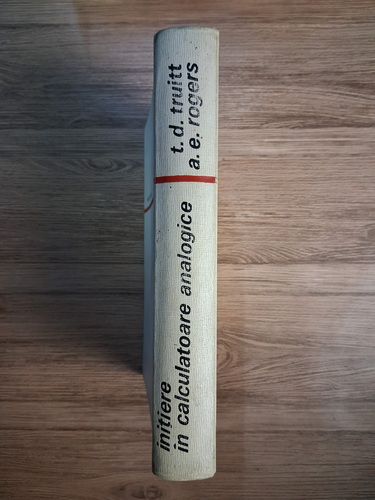 inițiere
în calculatoare analogice
t. d. truitt
a. e. rogers